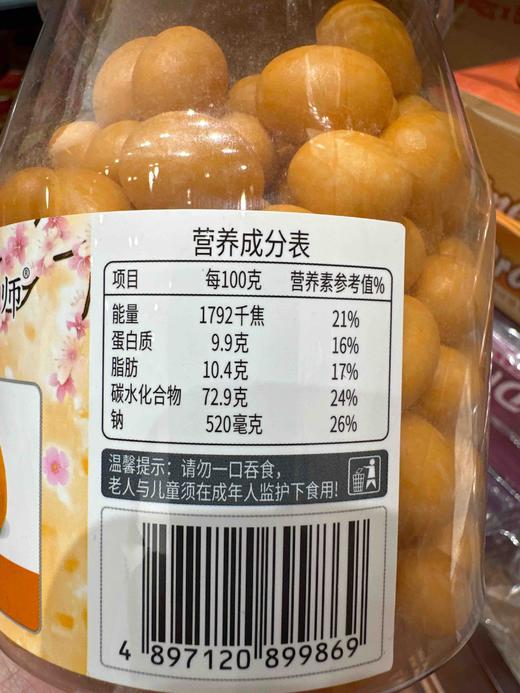 师®
营养成分表
项目 每100克 营养素参考值%
能量 1792千焦 21%
蛋白质 9.9克 16%
脂肪 10.4克 17%
碳水化合物 72.9克 24%
钠 520毫克 26%
温馨提示：请勿一口吞食，
老人与儿童须在成年人监护下食用！
4 897120 899869